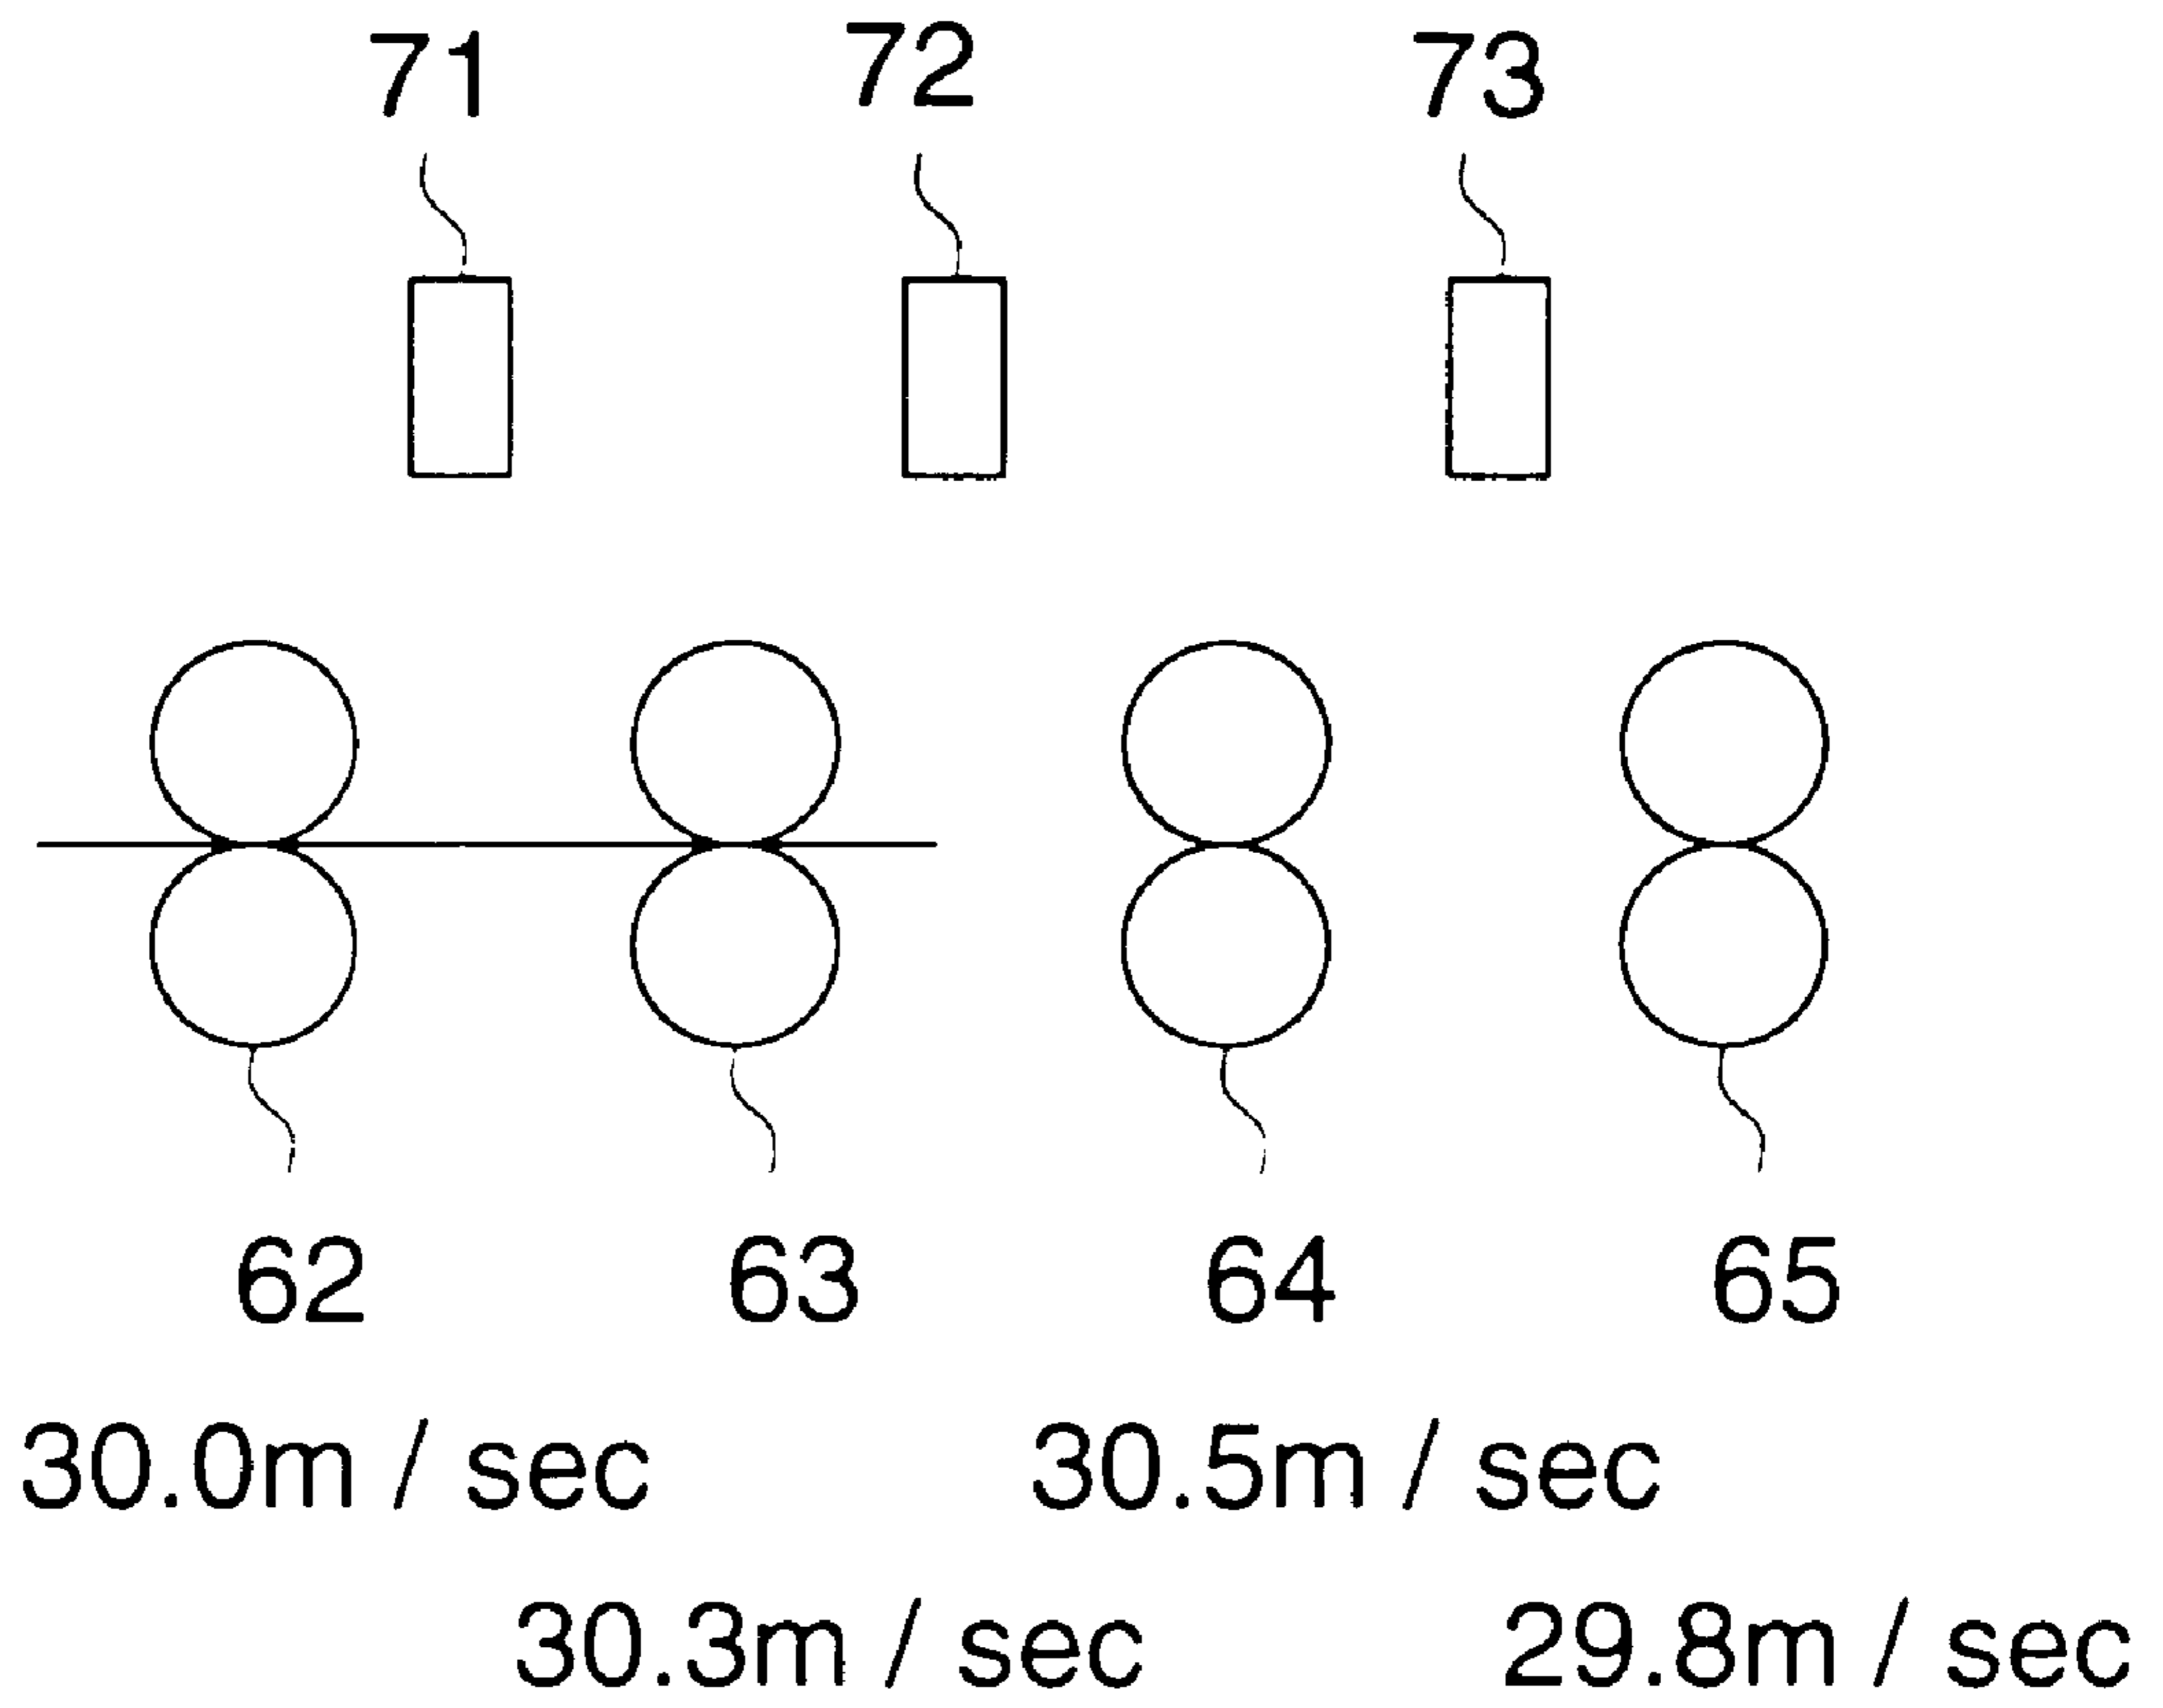 71 72 73
62 63 64 65
30.0m / sec 30.5m / sec
30.3m / sec 29.8m / sec